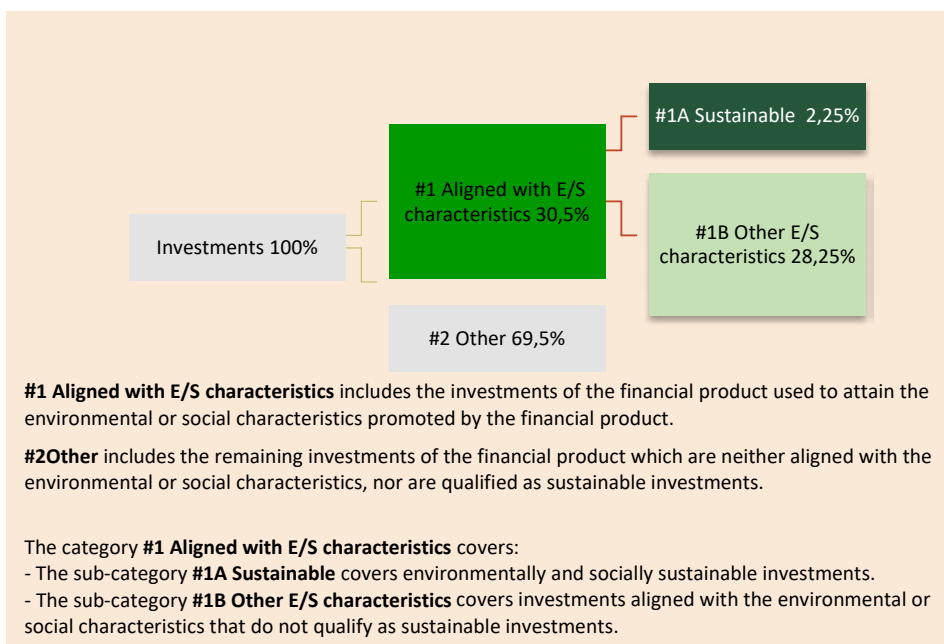 #1A Sustainable 2,25%
#1 Aligned with E/S
characteristics 30,5%
Investments 100%
#1B Other E/S
characteristics 28,25%
#2 Other 69,5%
#1 Aligned with E/S characteristics includes the investments of the financial product used to attain the
environmental or social characteristics promoted by the financial product.
#2Other includes the remaining investments of the financial product which are neither aligned with the
environmental or social characteristics, nor are qualified as sustainable investments.
The category #1 Aligned with E/S characteristics covers:
- The sub-category #1A Sustainable covers environmentally and socially sustainable investments.
- The sub-category #1B Other E/S characteristics covers investments aligned with the environmental or
social characteristics that do not qualify as sustainable investments.